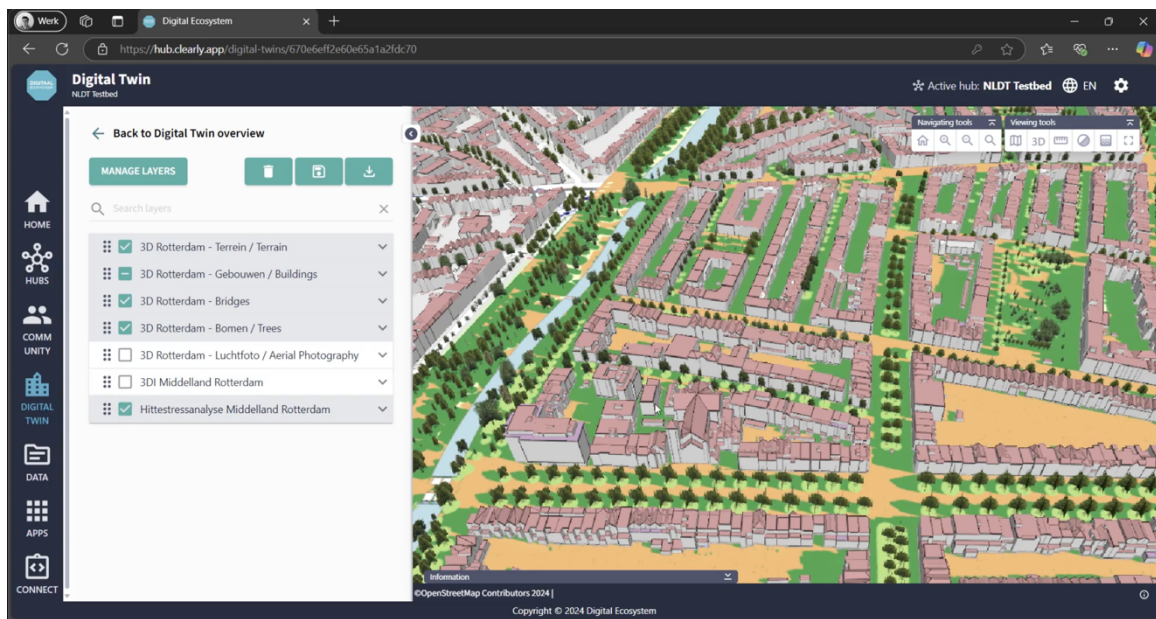 Werk
Digital Ecosystem
https://hub.clearly.app/digital-twins/670e6eff2e60e65a1a2fdc70
Digital Twin
NLDT Testbed
Active hub: NLDT Testbed
EN
Back to Digital Twin overview
Navigating tools
Viewing tools
3D
MANAGE LAYERS
Search layers
HOME
HUBS
COMM
UNITY
DIGITAL
TWIN
DATA
APPS
CONNECT
3D Rotterdam - Terrein / Terrain
3D Rotterdam - Gebouwen / Buildings
3D Rotterdam - Bridges
3D Rotterdam - Bomen / Trees
3D Rotterdam - Luchtfoto / Aerial Photography
3DI Middelland Rotterdam
Hittestressanalyse Middelland Rotterdam
Information
©OpenStreetMap Contributors 2024 |
Copyright © 2024 Digital Ecosystem